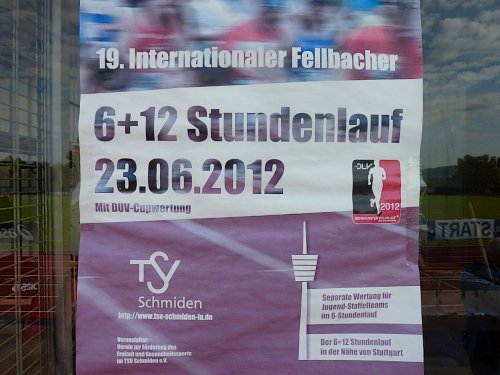 19. Internationaler Fellbacher
6+12 Stundenlauf
23.06.2012
Mit DUV-Cupwertung
DLV
2012
START
TSV
Schmiden
http://www.tsv-schmiden-la.de
Separate Wertung für
Jugend-Staffelteams
im 6-Stundenlauf
Veranstalter:
Verein zur Förderung des
Freizeit und Gesundheitssports
im TSV Schmiden e.V.
Der 6+12 Stundenlauf
in der Nähe von Stuttgart